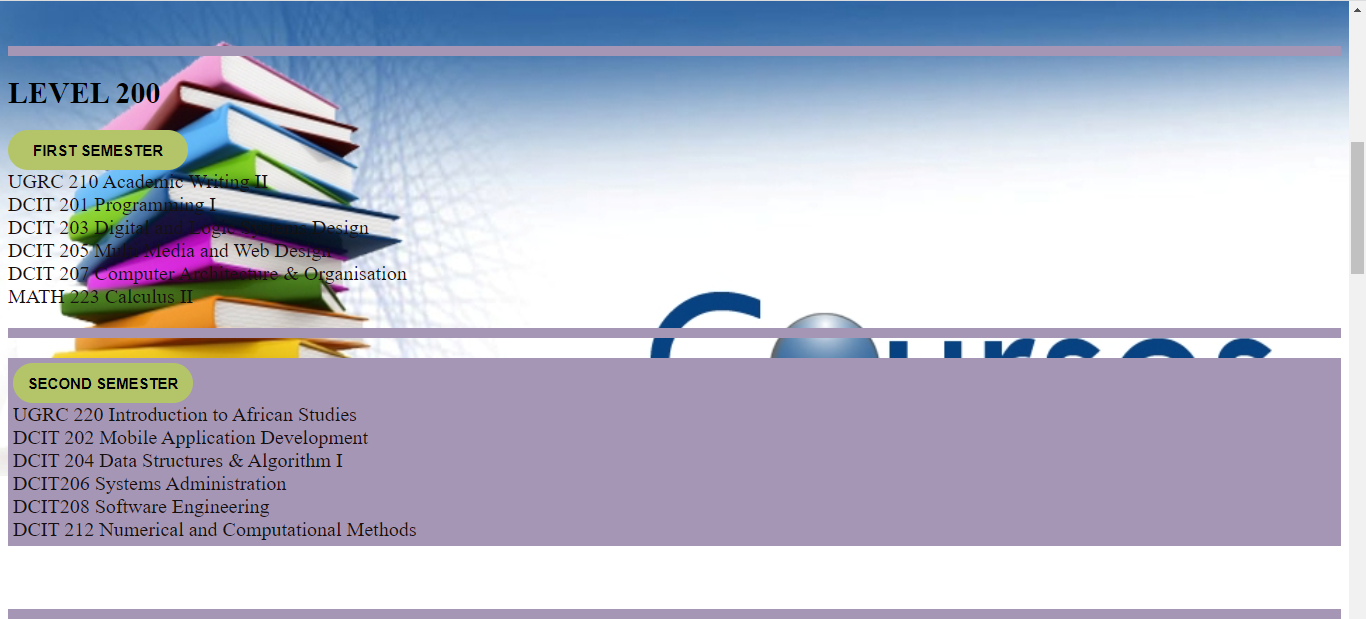 LEVEL 200
FIRST SEMESTER
UGRC 210 Academic Writing II
DCIT 201 Programming I
DCIT 203 Digital and Logic Systems Design
DCIT 205 Multi Media and Web Design
DCIT 207 Computer Architecture & Organisation
MATH 223 Calculus II
Courses
SECOND SEMESTER
UGRC 220 Introduction to African Studies
DCIT 202 Mobile Application Development
DCIT 204 Data Structures & Algorithm I
DCIT206 Systems Administration
DCIT208 Software Engineering
DCIT 212 Numerical and Computational Methods